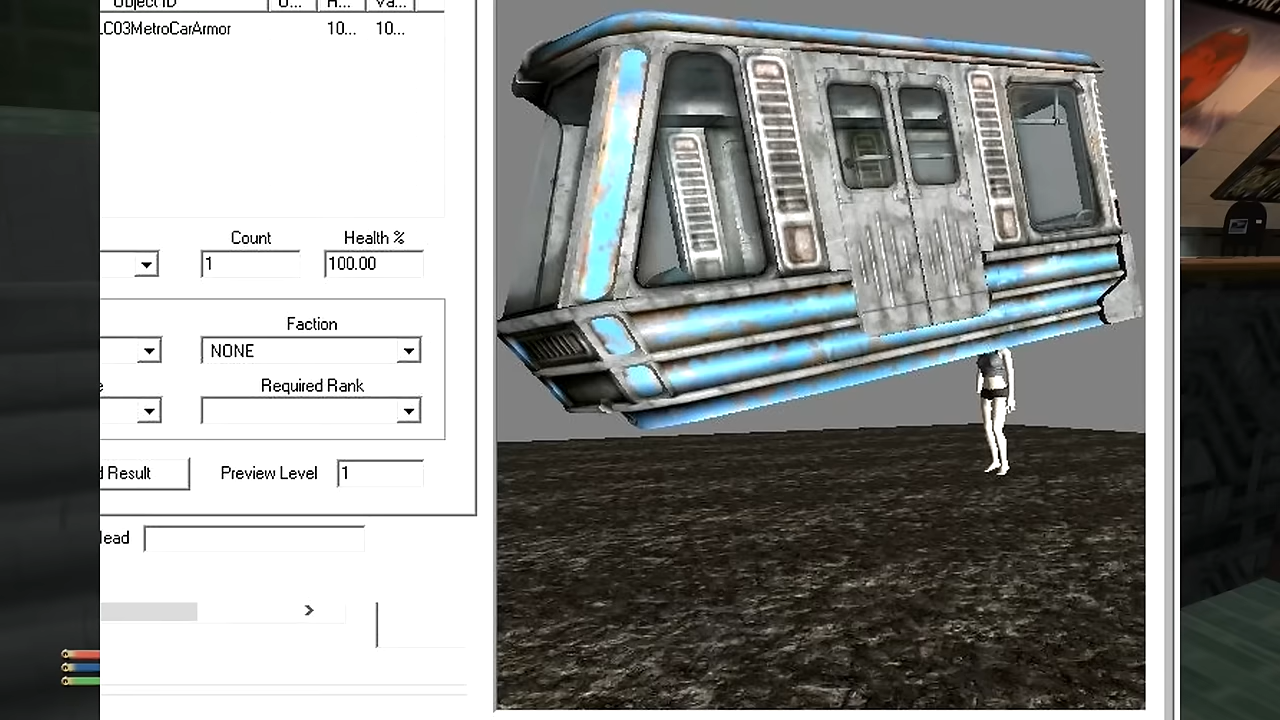 Object ID
H...
Va...
LC03MetroCarArmor
10...
10...
Count
Health %
1
100.00
Faction
NONE
Required Rank
Result
Preview Level
1